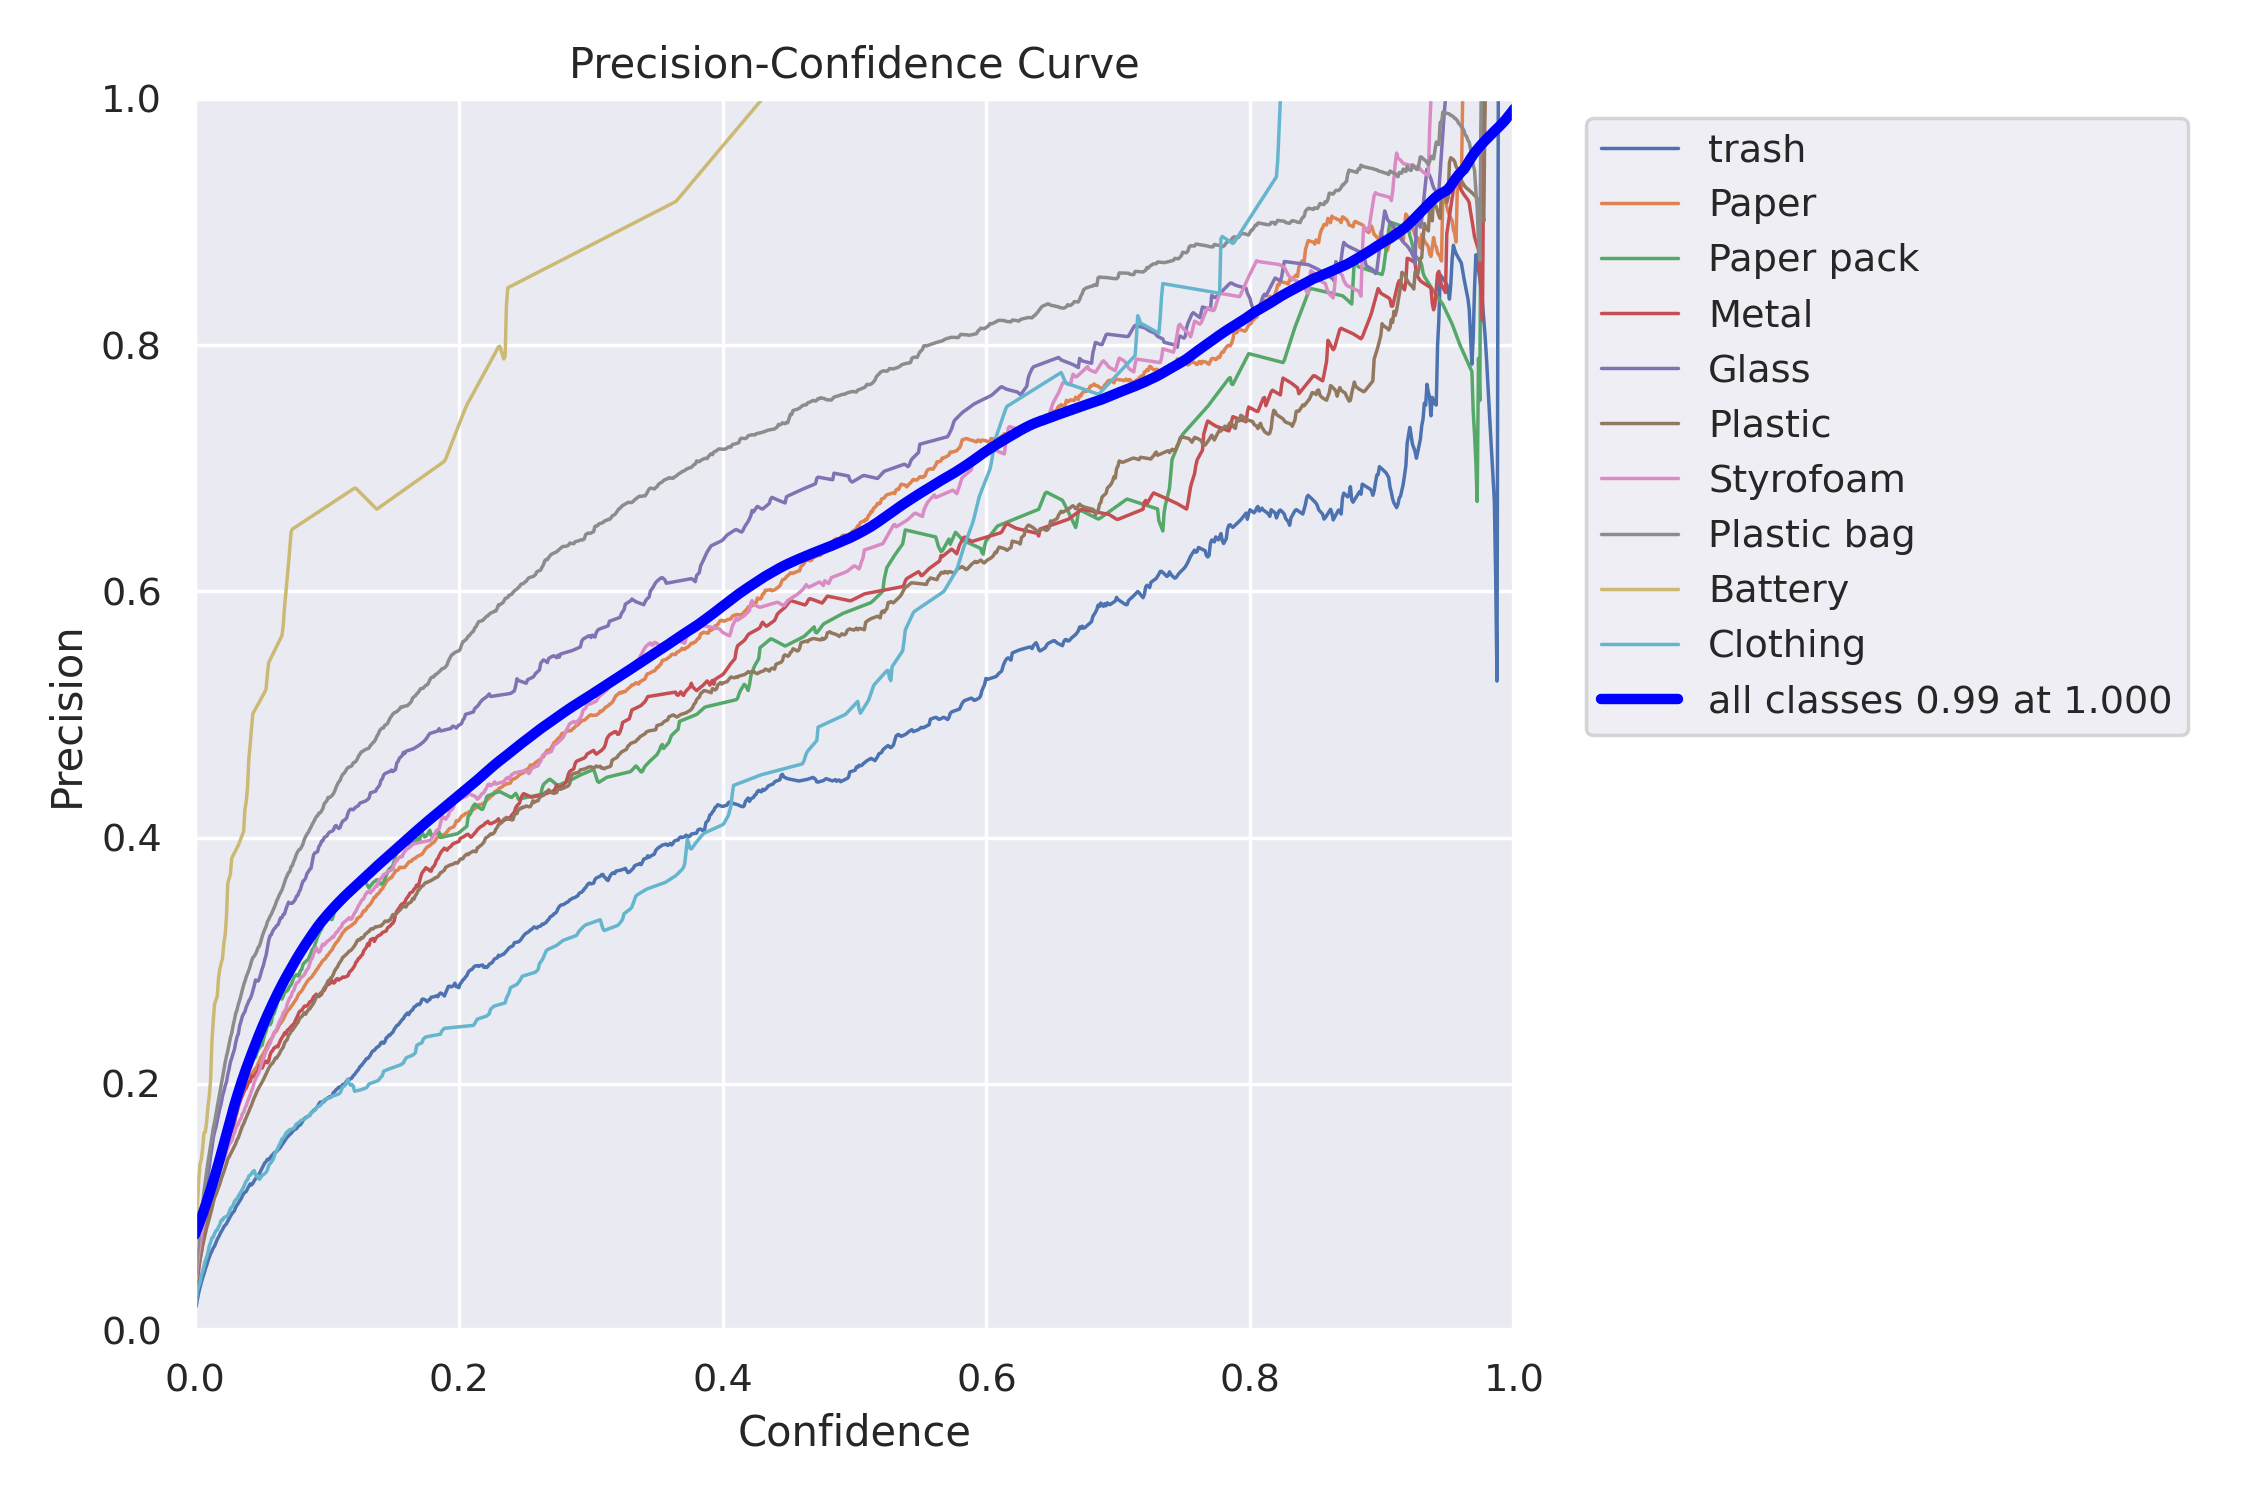 Precision-Confidence Curve
1.0
0.8
0.6
0.4
0.2
0.0
Precision
0.0 0.2 0.4 0.6 0.8 1.0
Confidence
trash
Paper
Paper pack
Metal
Glass
Plastic
Styrofoam
Plastic bag
Battery
Clothing
all classes 0.99 at 1.000